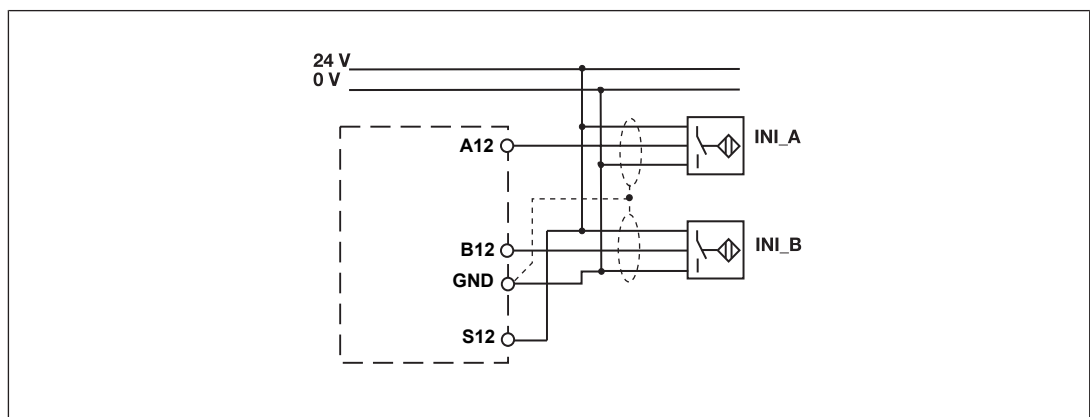 24 V
0 V
A12
INI_A
B12
INI_B
GND
S12